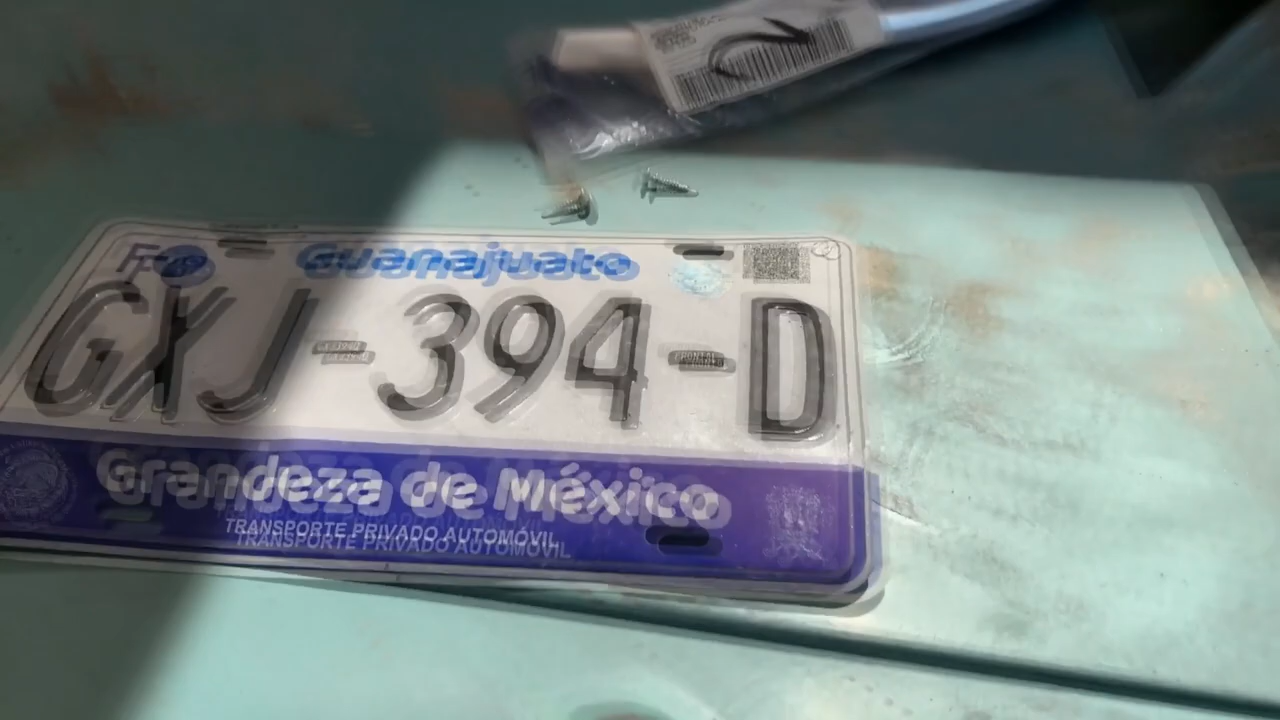 Guanajuato
GXJ-394-D
Grandeza de México
TRANSPORTE PRIVADO AUTOMÓVIL